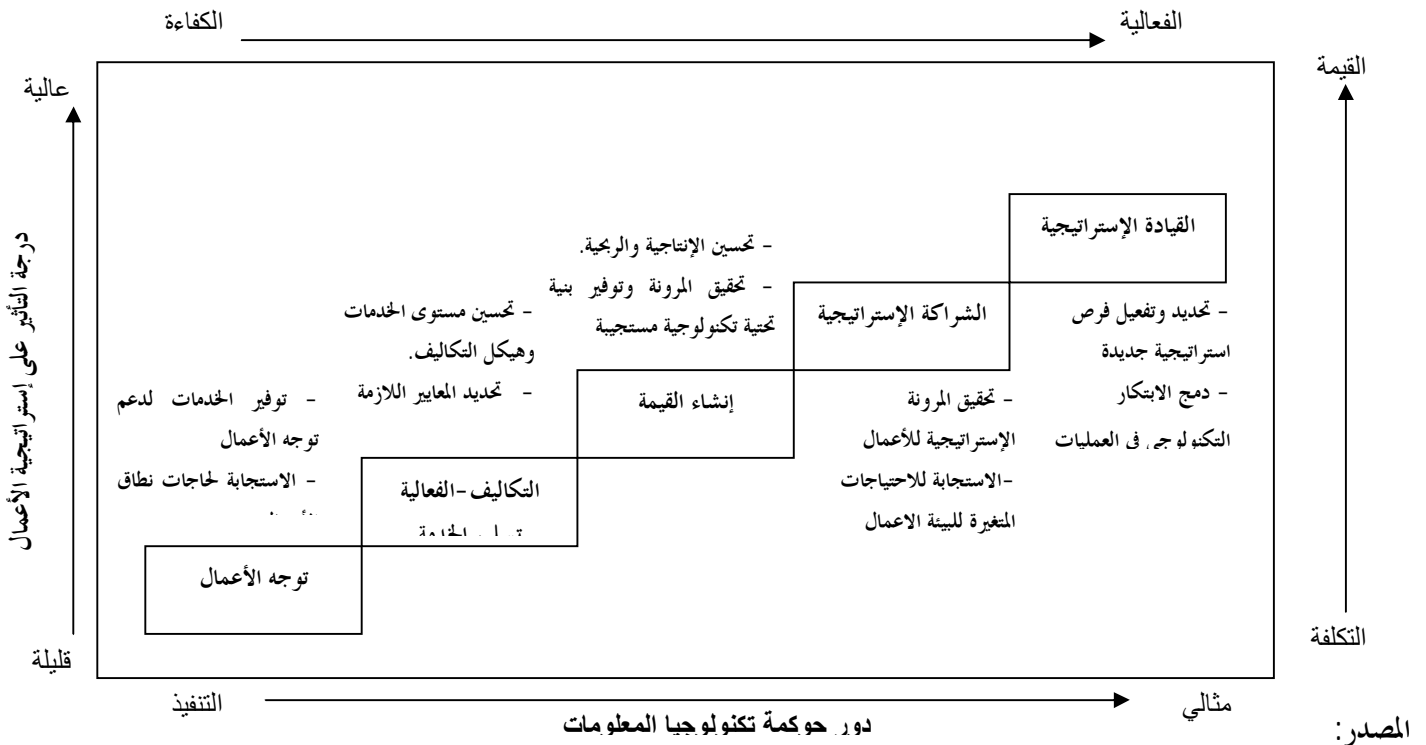 الفعالية
الكفاءة
القيمة
عالية
درجة التأثير على إستراتيجية الأعمال
القيادة الإستراتيجية
- تحديد وتفعيل فرص
استراتيجية جديدة
- دمج الابتكار
التكنولوجي في العمليات
الشراكة الإستراتيجية
- تحقيق المرونة
الإستراتيجية للأعمال
-الاستجابة للاحتياجات
المتغيرة للبيئة الاعمال
- تحسين الإنتاجية والربحية.
- تحقيق المرونة وتوفير بنية
تحتية تكنولوجية مستجيبة
إنشاء القيمة
- تحسين مستوى الخدمات
وهيكل التكاليف.
- تحديد المعايير اللازمة
التكاليف-الفعالية
- توفير الخدمات لدعم
توجه الأعمال
- الاستجابة لحاجات نطاق
توجه الأعمال
التكلفة
قليلة
مثالي
التنفيذ
دور حوكمة تكنولوجيا المعلومات
المصدر: